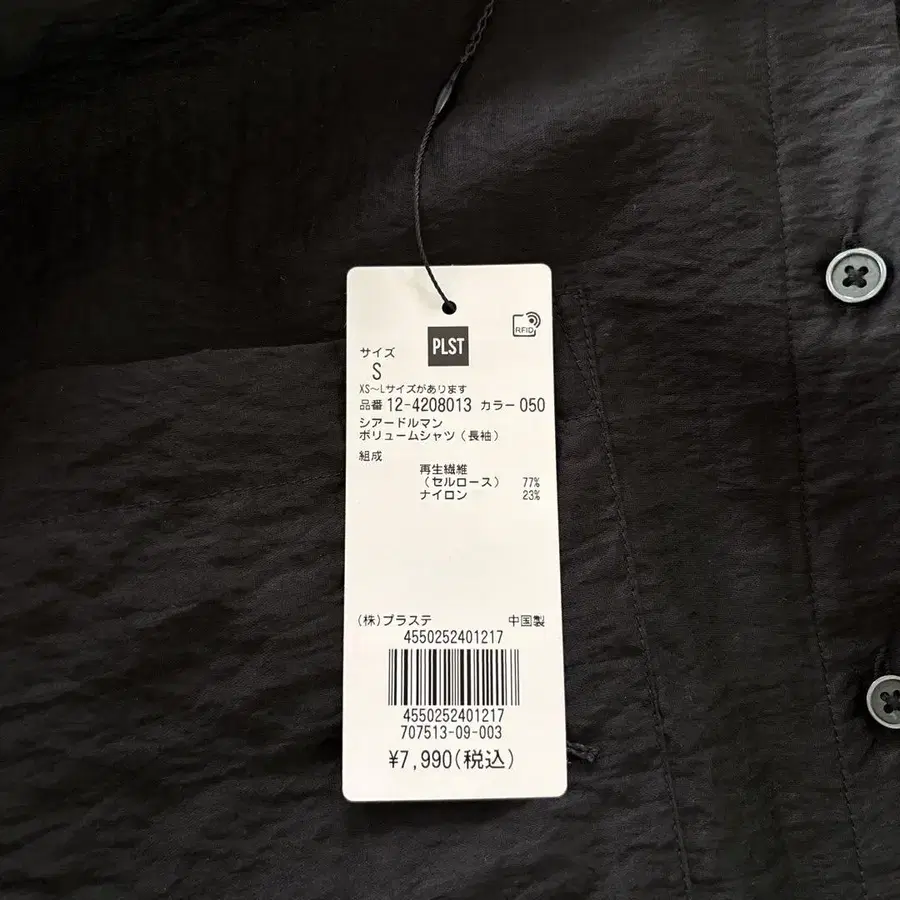 RFID
PLST
サイズ
S
XS～Lサイズがあります
品番 12-4208013 カラー 050
シアードルマン
ボリュームシャツ（長袖）
組成
再生繊維
（セルロース） 77%
ナイロン 23%
(株)プラステ 中国製
4550252401217
4550252401217
707513-09-003
¥7,990(税込)